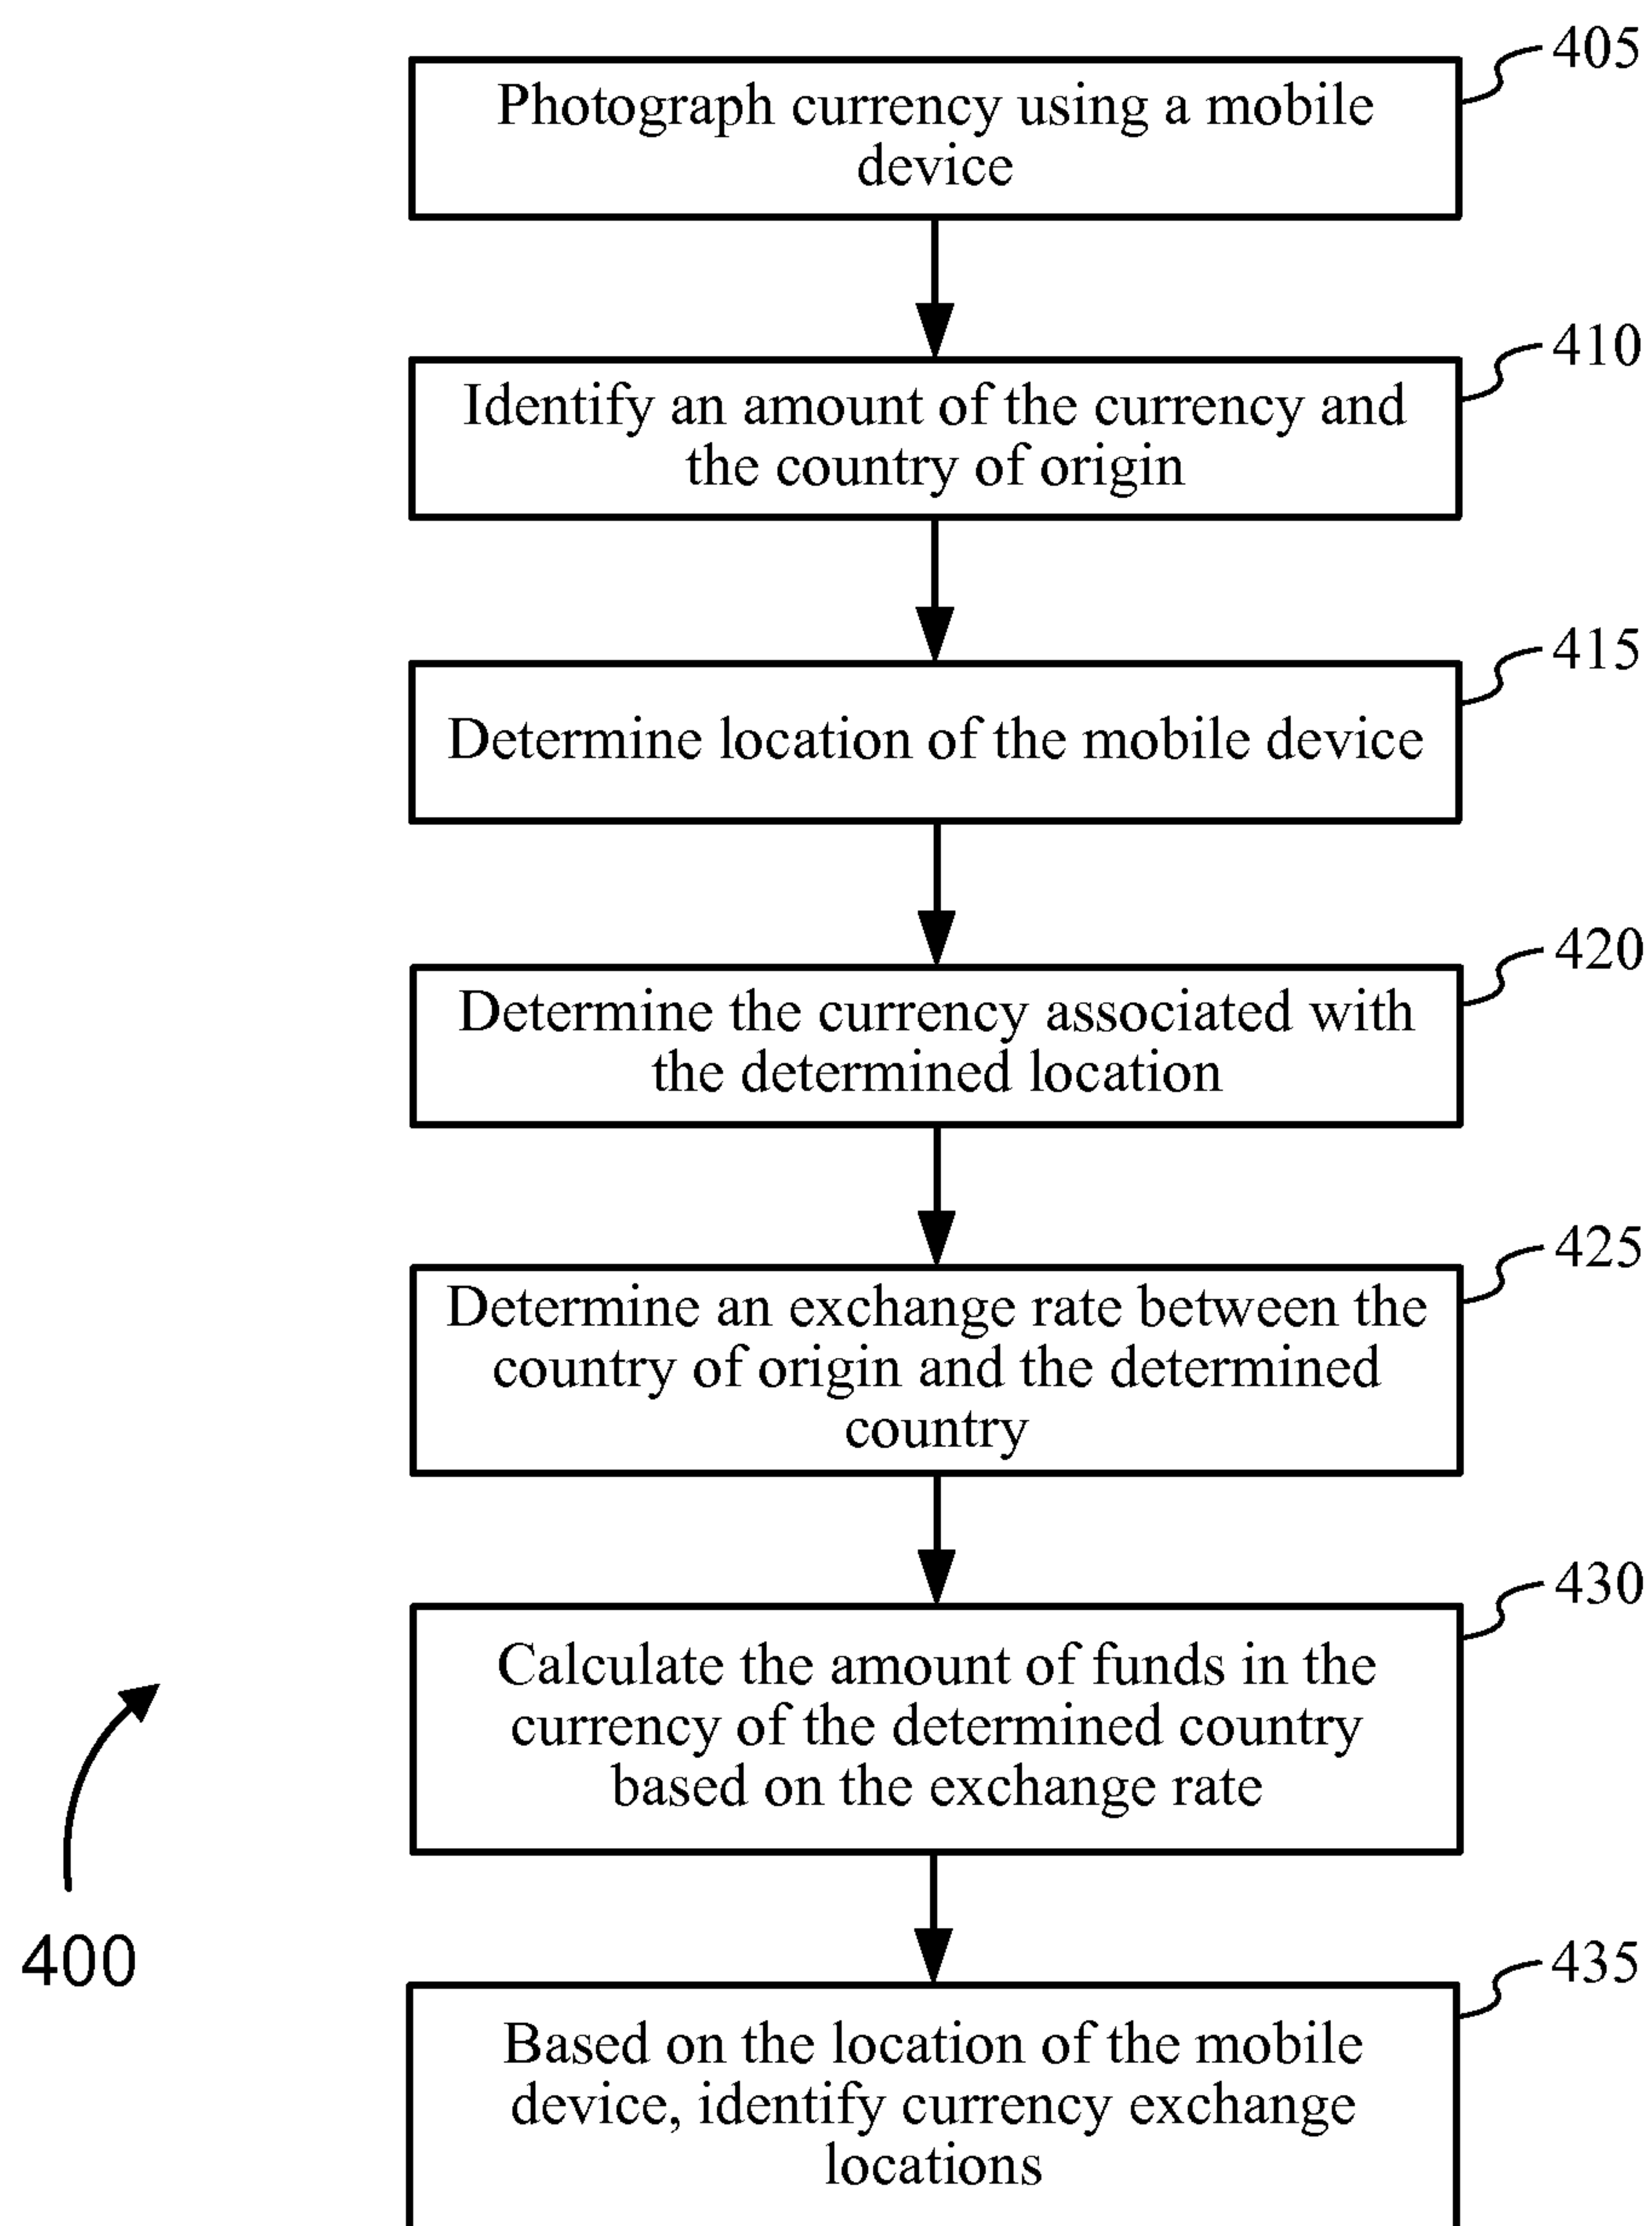 405
Photograph currency using a mobile
device
410
Identify an amount of the currency and
the country of origin
415
Determine location of the mobile device
420
Determine the currency associated with
the determined location
425
Determine an exchange rate between the
country of origin and the determined
country
430
Calculate the amount of funds in the
currency of the determined country
based on the exchange rate
400
435
Based on the location of the mobile
device, identify currency exchange
locations